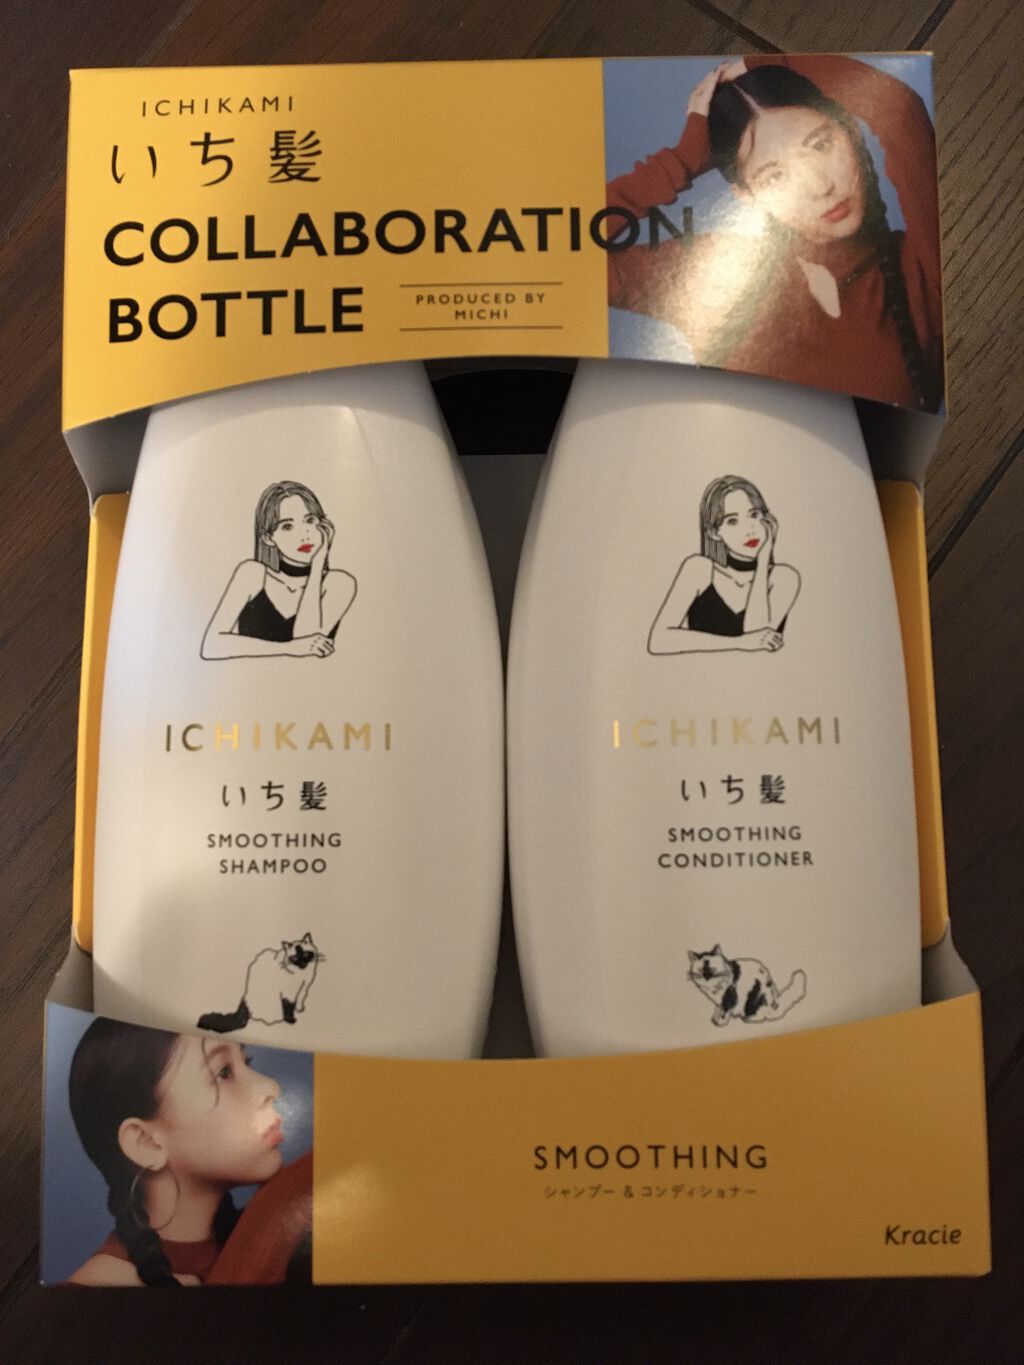 ICHIKAMI
いち髪
COLLABORATION
BOTTLE
PRODUCED BY
MICHI
ICHIKAMI
いち髪
SMOOTHING
SHAMPOO
ICHIKAMI
いち髪
SMOOTHING
CONDITIONER
SMOOTHING
シャンプー & コンディショナー
Kracie